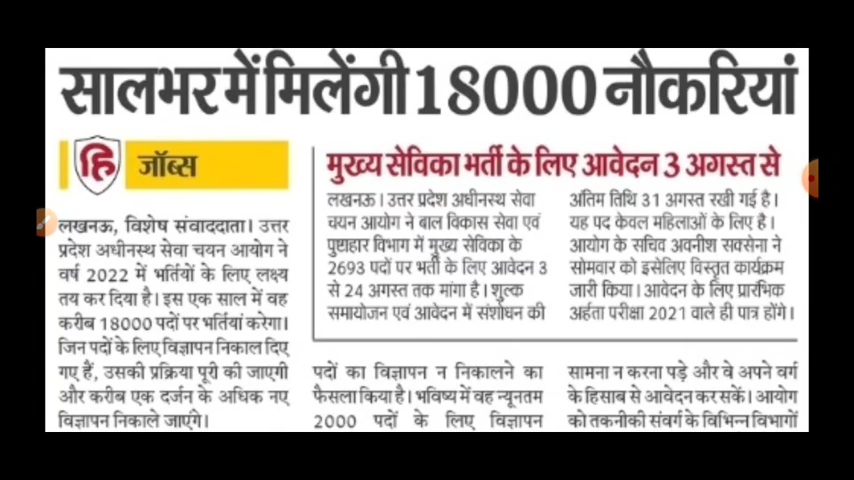 सालभर में मिलेंगी 18000 नौकरियां
हि जॉब्स
लखनऊ, विशेष संवाददाता। उत्तर
प्रदेश अधीनस्थ सेवा चयन आयोग ने
वर्ष 2022 में भर्तियों के लिए लक्ष्य
तय कर दिया है। इस एक साल में वह
करीब 18000 पदों पर भर्तियां करेगा।
जिन पदों के लिए विज्ञापन निकाल दिए
गए हैं, उसकी प्रक्रिया पूरी की जाएगी
और करीब एक दर्जन के अधिक नए
विज्ञापन निकाले जाएंगे।
मुख्य सेविका भर्ती के लिए आवेदन 3 अगस्त से
लखनऊ। उत्तर प्रदेश अधीनस्थ सेवा
चयन आयोग ने बाल विकास सेवा एवं
पुष्टाहार विभाग में मुख्य सेविका के
2693 पदों पर भर्ती के लिए आवेदन 3
से 24 अगस्त तक मांगा है। शुल्क
समायोजन एवं आवेदन में संशोधन की
अंतिम तिथि 31 अगस्त रखी गई है।
यह पद केवल महिलाओं के लिए है।
आयोग के सचिव अवनीश सक्सेना ने
सोमवार को इसेलिए विस्तृत कार्यक्रम
जारी किया। आवेदन के लिए प्रारंभिक
अर्हता परीक्षा 2021 वाले ही पात्र होंगे।
पदों का विज्ञापन न निकालने का
फैसला किया है। भविष्य में वह न्यूनतम
2000 पदों के लिए विज्ञापन
सामना न करना पड़े और वे अपने वर्ग
के हिसाब से आवेदन कर सकें। आयोग
को तकनीकी संवर्ग के विभिन्न विभागों